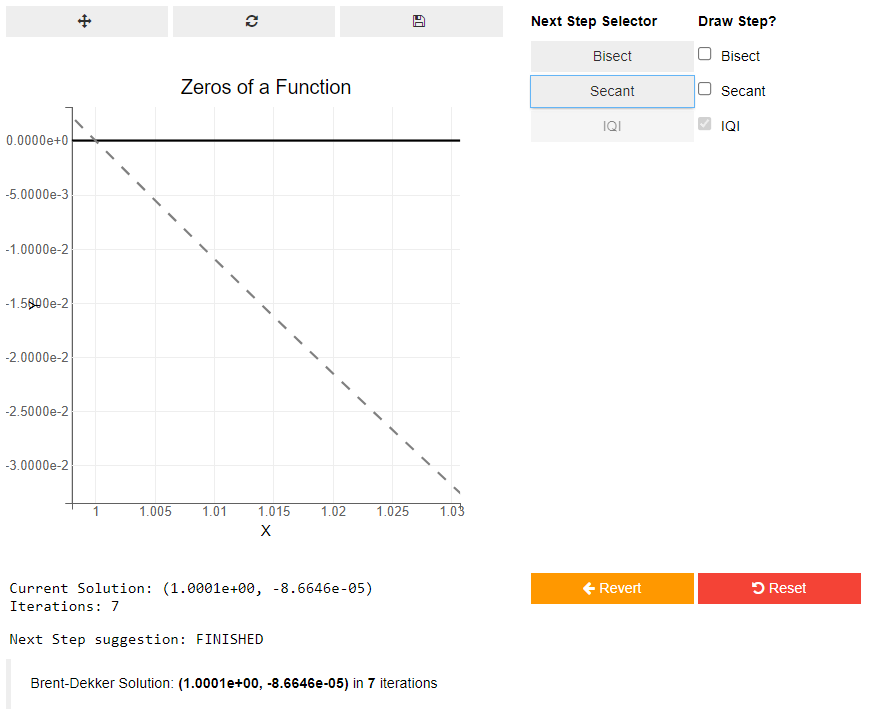 Next Step Selector Draw Step?
Bisect Bisect
Secant Secant
IQI IQI
Zeros of a Function
0.0000e+0
-5.0000e-3
-1.0000e-2
-1.5000e-2
Y
-2.0000e-2
-2.5000e-2
-3.0000e-2
1 1.005 1.01 1.015 1.02 1.025 1.03
X
Revert Reset
Current Solution: (1.0001e+00, -8.6646e-05)
Iterations: 7
Next Step suggestion: FINISHED
Brent-Dekker Solution: (1.0001e+00, -8.6646e-05) in 7 iterations